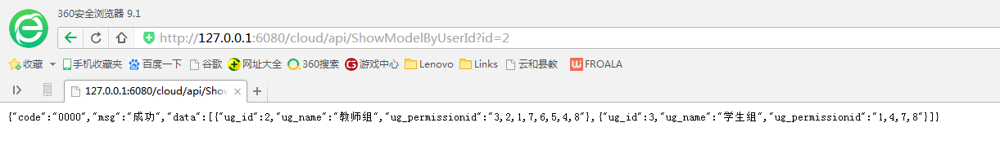 360安全浏览器 9.1
http://127.0.0.1:6080/cloud/api/ShowModelByUserId?id=2
收藏 手机收藏夹 百度一下 谷歌 网址大全 360搜索 G5 游戏中心 Lenovo Links 云和县教 FROALA
127.0.0.1:6080/cloud/api/Sho
{"code":"0000","msg":"成功","data":[{"ug_id":2,"ug_name":"教师组","ug_permissionid":"3,2,1,7,6,5,4,8"},{"ug_id":3,"ug_name":"学生组","ug_permissionid":"1,4,7,8"}]}